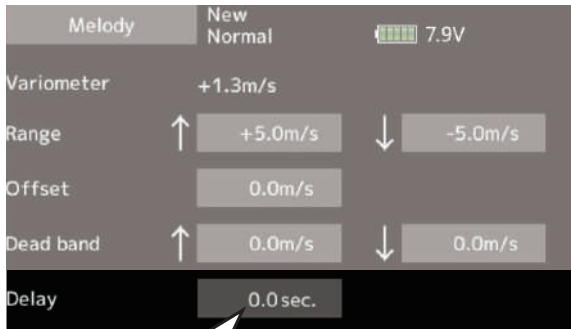 Melody
New
Normal
7.9V
Variometer +1.3m/s
Range ↑ +5.0m/s ↓ -5.0m/s
Offset 0.0m/s
Dead band ↑ 0.0m/s ↓ 0.0m/s
Delay 0.0 sec.